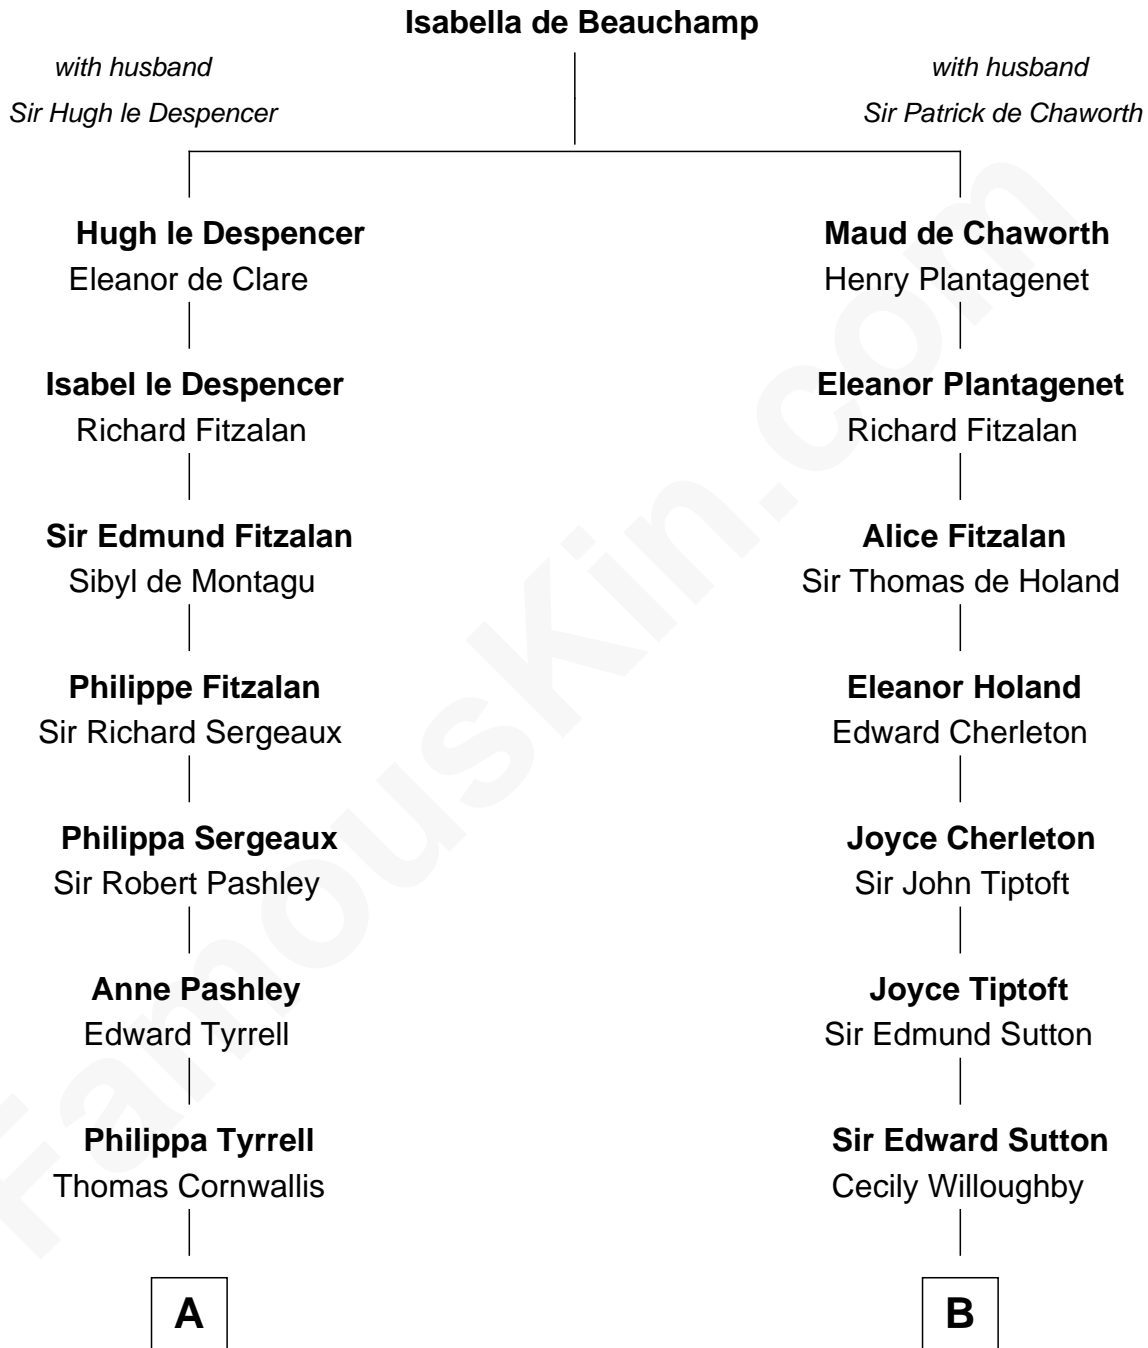 Isabella de Beauchamp
with husband
Sir Hugh le Despencer
with husband
Sir Patrick de Chaworth
Hugh le Despencer
Eleanor de Clare
Maud de Chaworth
Henry Plantagenet
Isabel le Despencer
Richard Fitzalan
Eleanor Plantagenet
Richard Fitzalan
Sir Edmund Fitzalan
Sibyl de Montagu
Alice Fitzalan
Sir Thomas de Holand
Philippe Fitzalan
Sir Richard Sergeaux
Eleanor Holand
Edward Cherleton
Philippa Sergeaux
Sir Robert Pashley
Joyce Cherleton
Sir John Tiptoft
Anne Pashley
Edward Tyrrell
Joyce Tiptoft
Sir Edmund Sutton
Philippa Tyrrell
Thomas Cornwallis
Sir Edward Sutton
Cecily Willoughby
A
B
FamousKin.com